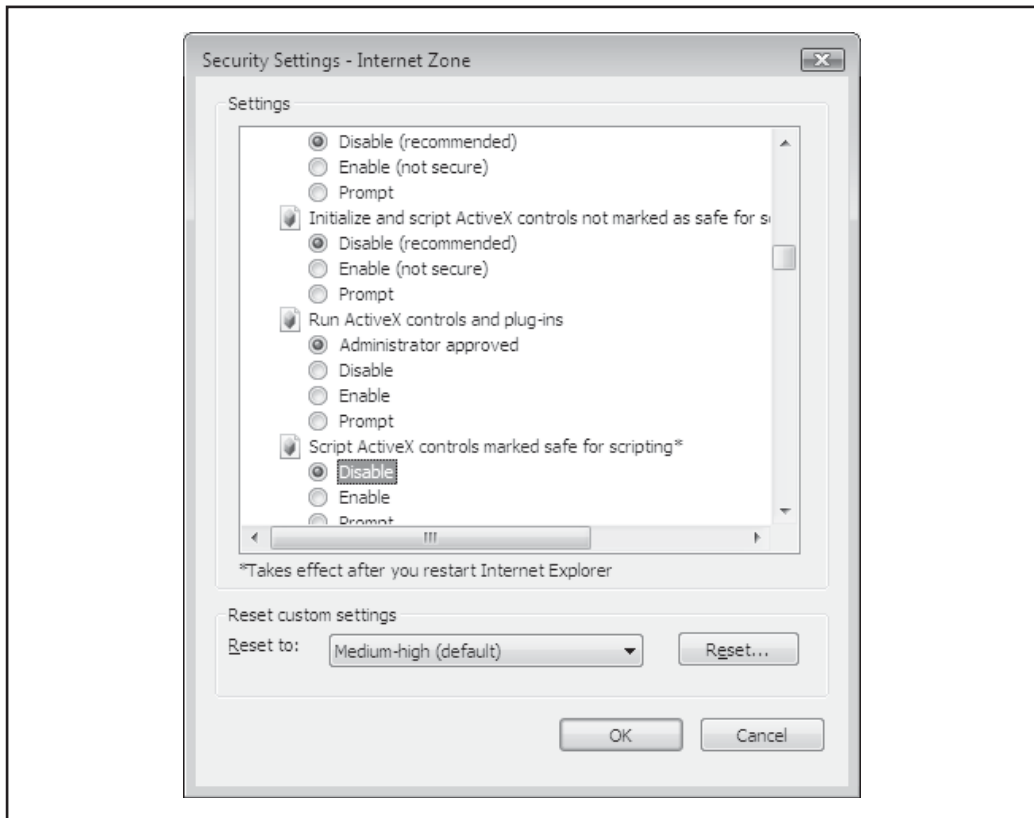 Security Settings - Internet Zone
Settings
Disable (recommended)
Enable (not secure)
Prompt
Initialize and script ActiveX controls not marked as safe for s
Disable (recommended)
Enable (not secure)
Prompt
Run ActiveX controls and plug-ins
Administrator approved
Disable
Enable
Prompt
Script ActiveX controls marked safe for scripting*
Disable
Enable
Prompt
*Takes effect after you restart Internet Explorer
Reset custom settings
Reset to:
Medium-high (default)
Reset...
OK
Cancel